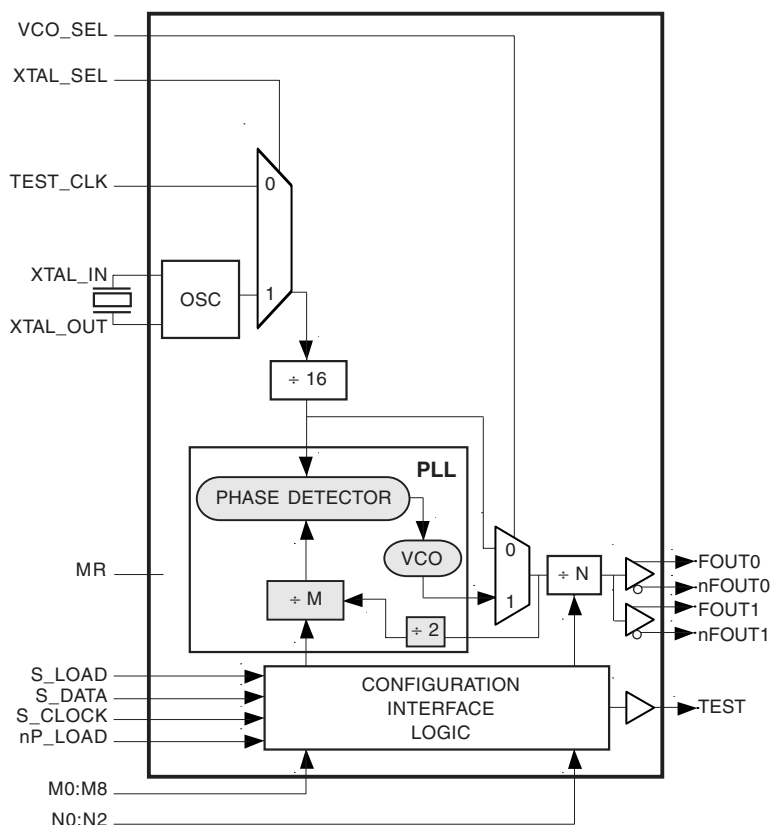 VCO_SEL
XTAL_SEL
TEST_CLK
0
XTAL_IN
OSC
1
XTAL_OUT
÷ 16
PLL
PHASE DETECTOR
VCO
0
1
÷ N
FOUT0
nFOUT0
FOUT1
nFOUT1
MR
÷ M
÷ 2
S_LOAD
S_DATA
S_CLOCK
nP_LOAD
CONFIGURATION
INTERFACE
LOGIC
TEST
M0:M8
N0:N2